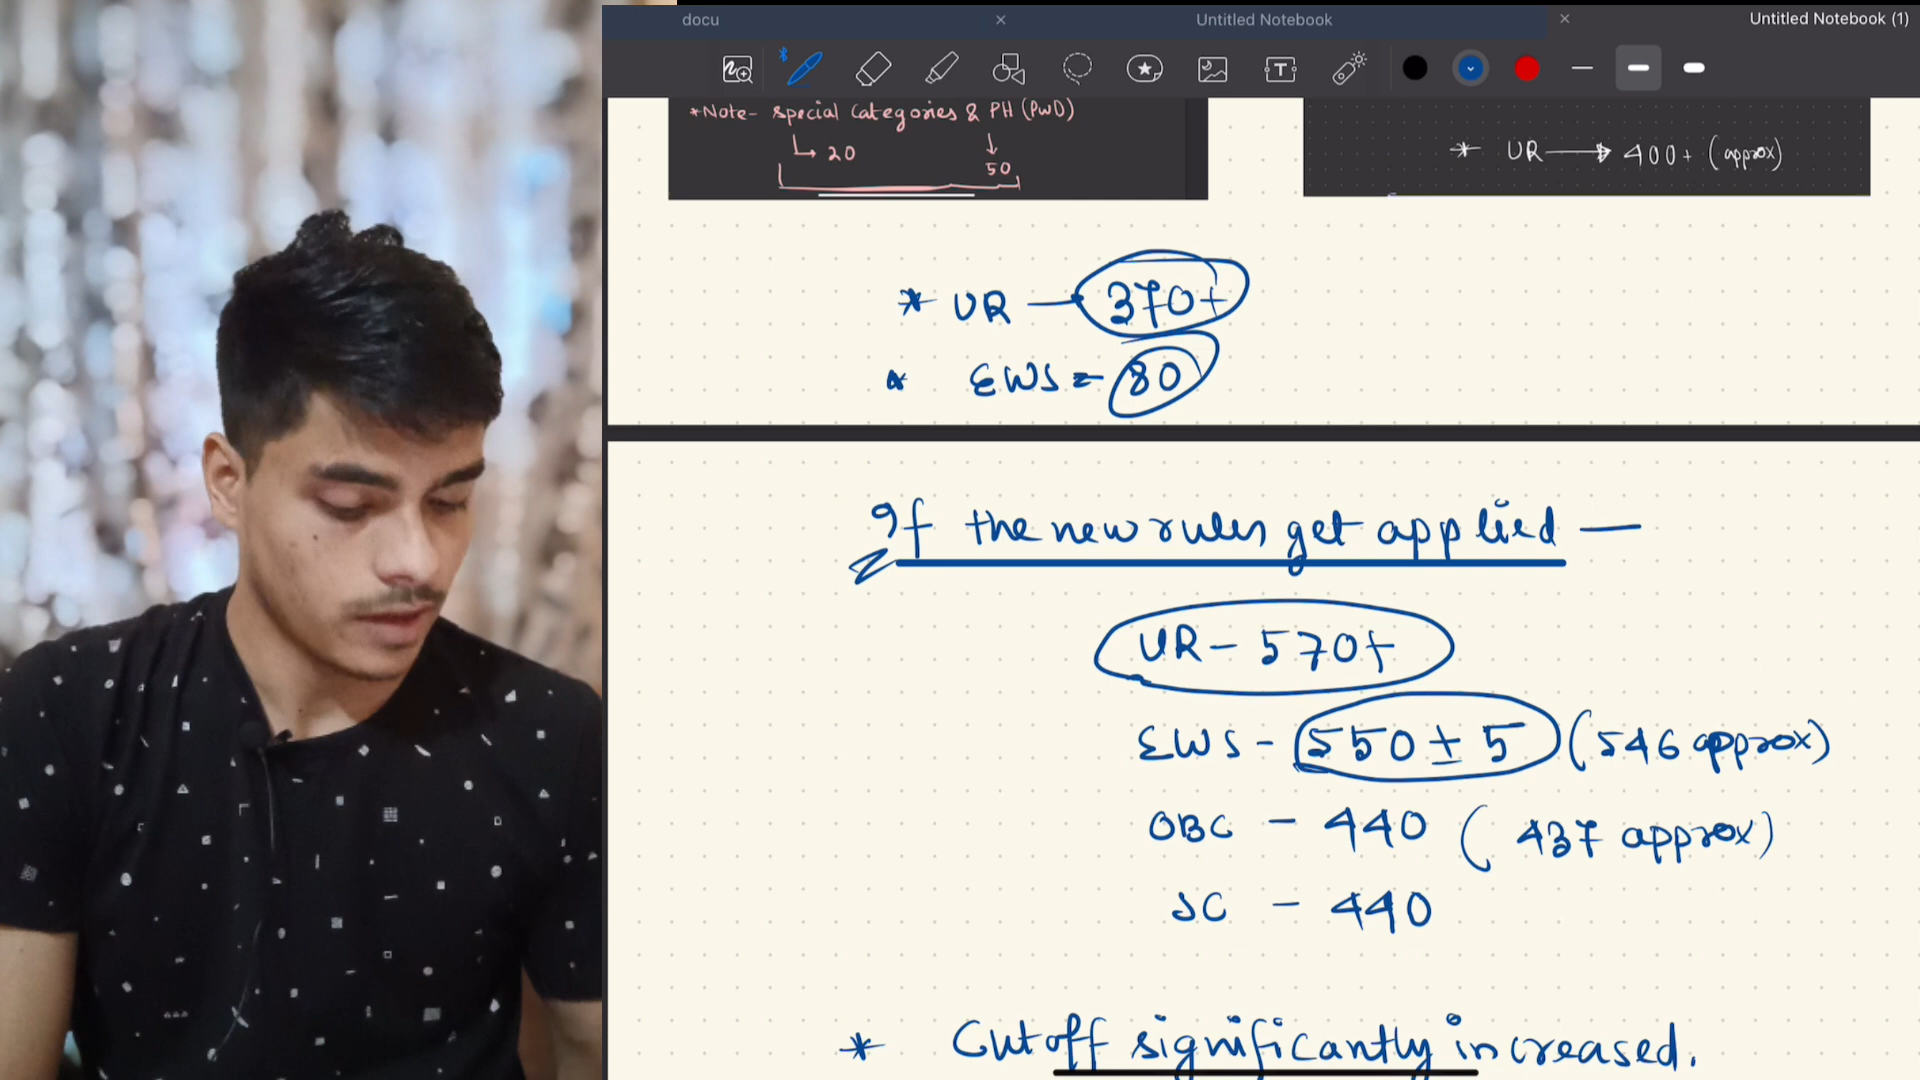 docu
Untitled Notebook
Untitled Notebook (1)
*Note- special categories & PH (PwD)
20
50
* UR → 400+ (approx)
* UR — 370+
* EWS = 80
If the new rules get applied —
UR - 570+
EWS - 550 ± 5 (546 approx)
OBC - 440 (437 approx)
SC - 440
* Cutoff significantly increased.